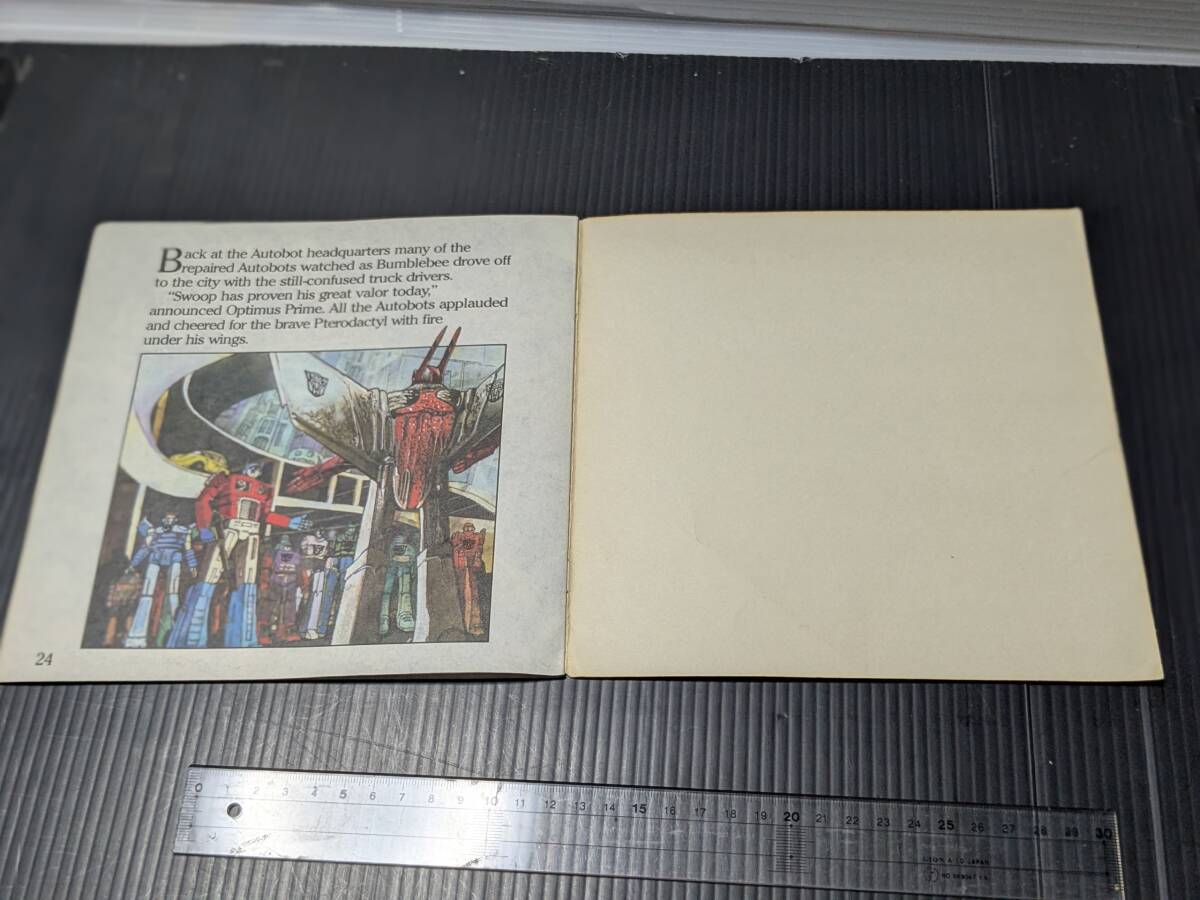 Back at the Autobot headquarters many of the
repaired Autobots watched as Bumblebee drove off
to the city with the still-confused truck drivers.
"Swoop has proven his great valor today,"
announced Optimus Prime. All the Autobots applauded
and cheered for the brave Pterodactyl with fire
under his wings.
24
0 1 2 3 4 5 6 7 8 9 10 11 12 13 14 15 16 17 18 19 20 21 22 23 24 25 26 27 28 29 30
JAPAN